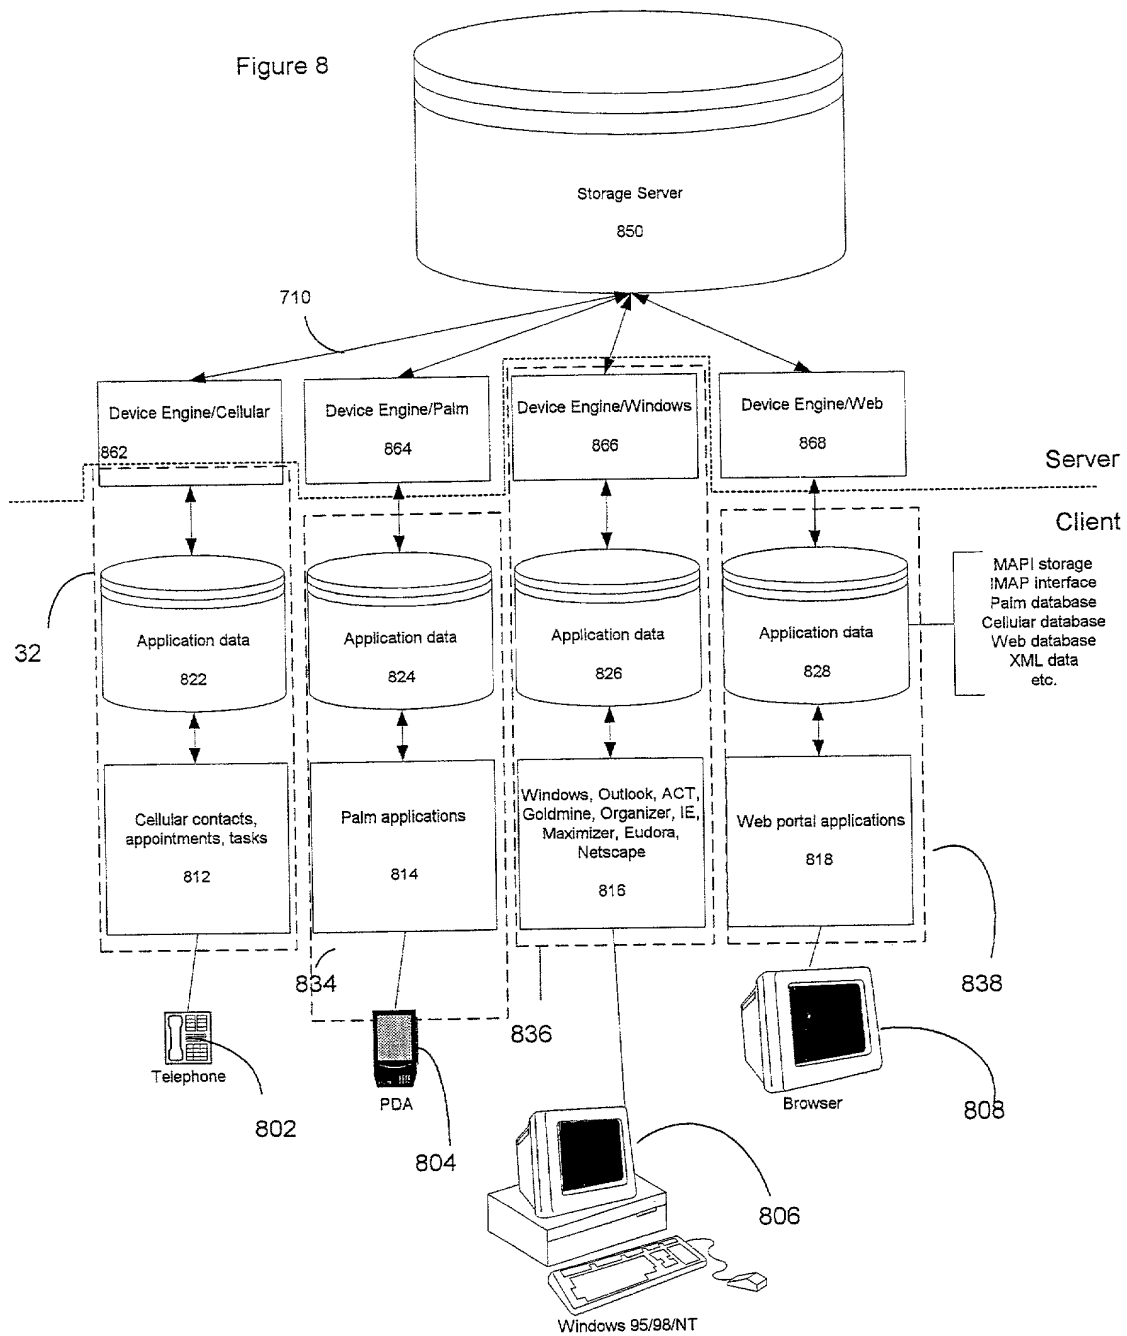 Figure 8
Storage Server
850
710
Device Engine/Cellular
862
Device Engine/Palm
864
Device Engine/Windows
866
Device Engine/Web
868
Server
Client
32
Application data
822
Application data
824
Application data
826
Application data
828
MAPI storage
IMAP interface
Palm database
Cellular database
Web database
XML data
etc.
Cellular contacts,
appointments, tasks
812
Palm applications
814
Windows, Outlook, ACT,
Goldmine, Organizer, IE,
Maximizer, Eudora,
Netscape
816
Web portal applications
818
834
836
838
Telephone
802
PDA
804
Browser
808
806
Windows 95/98/NT